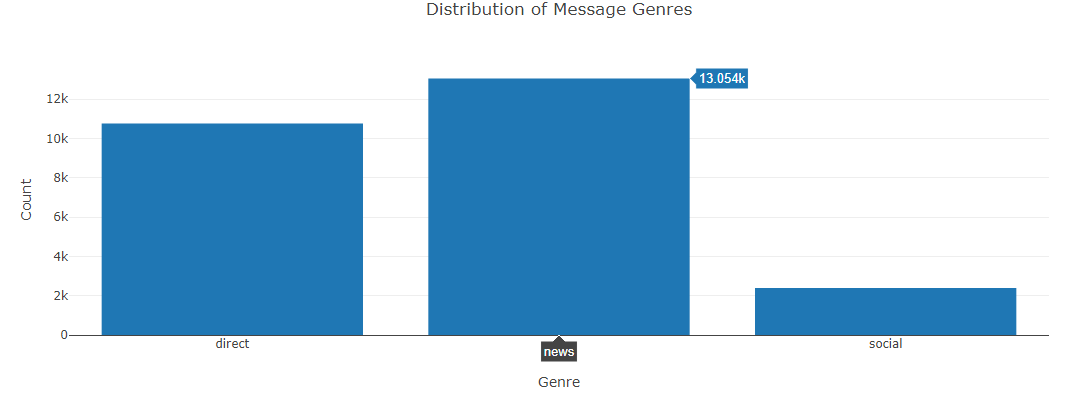 Distribution of Message Genres
13.054k
12k
10k
8k
6k
4k
2k
0
Count
direct
news
social
Genre